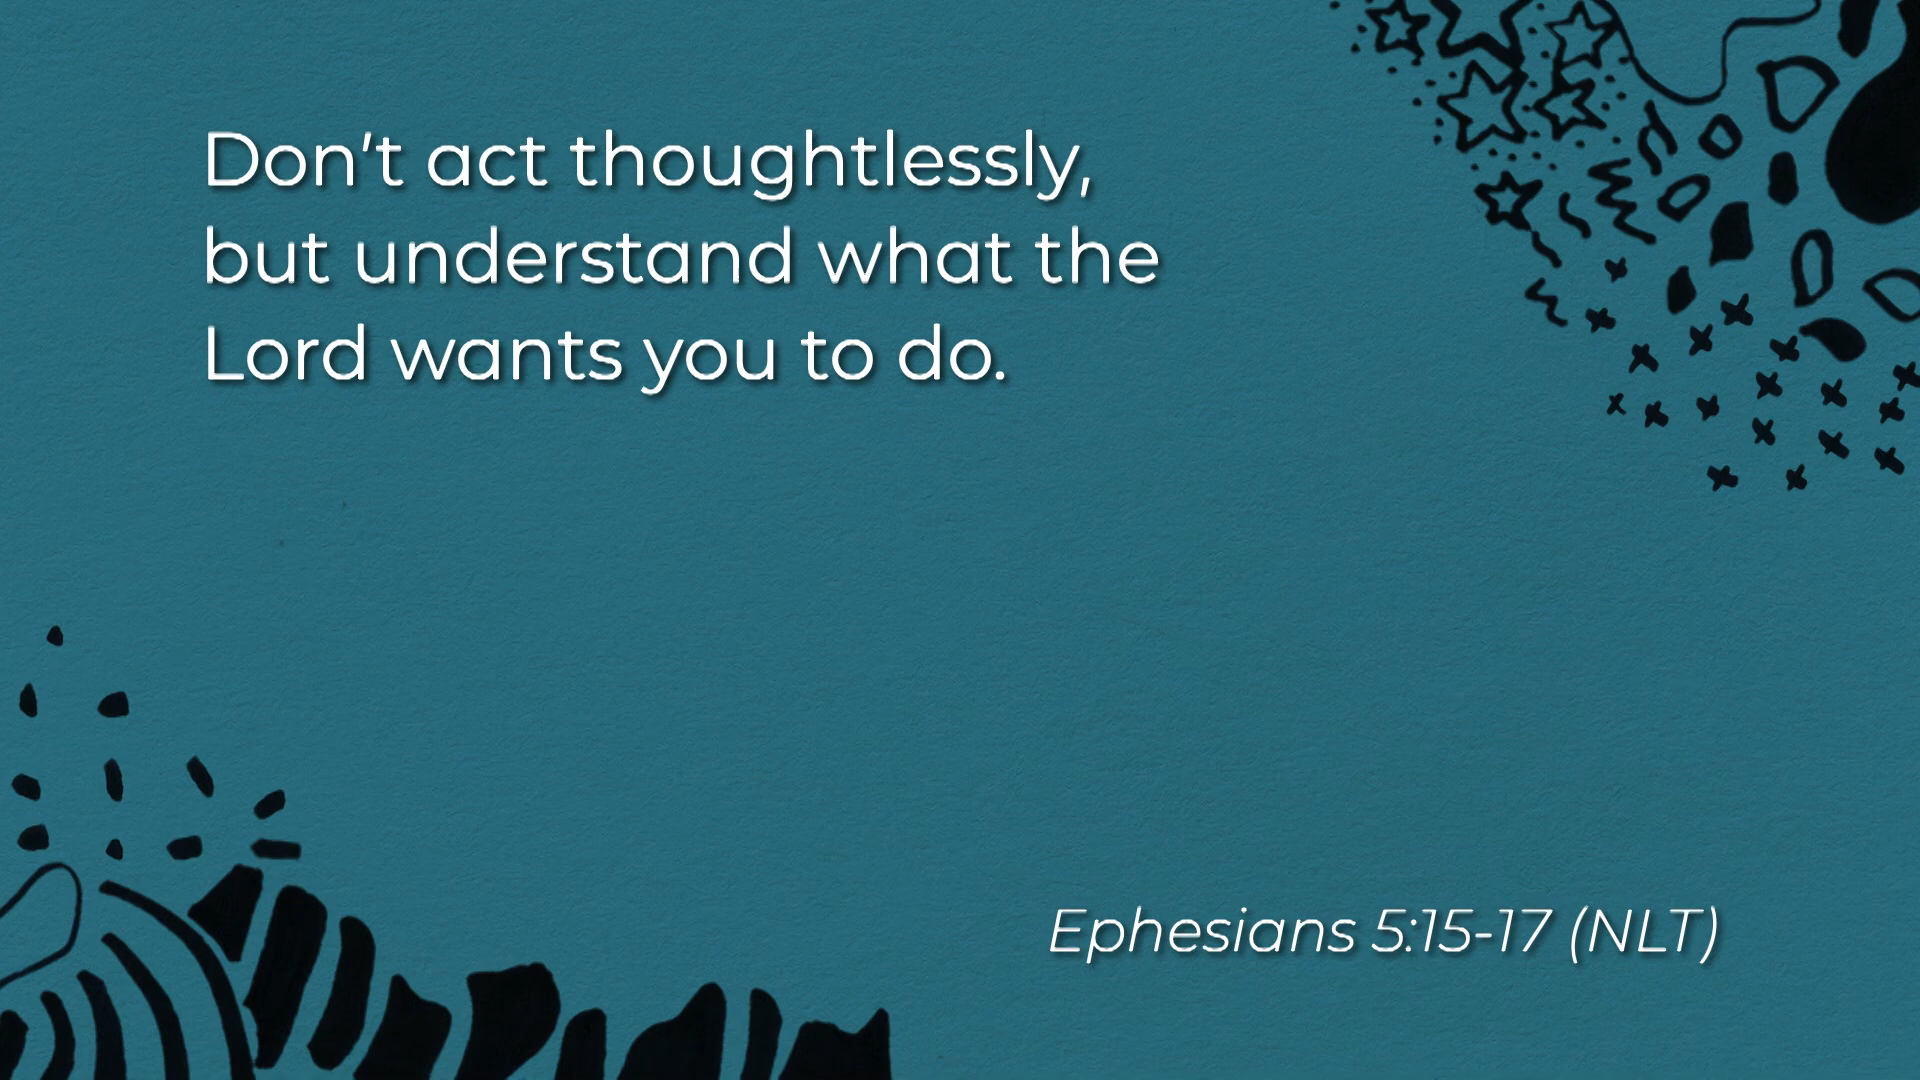 Don't act thoughtlessly,
but understand what the
Lord wants you to do.
Ephesians 5:15-17 (NLT)